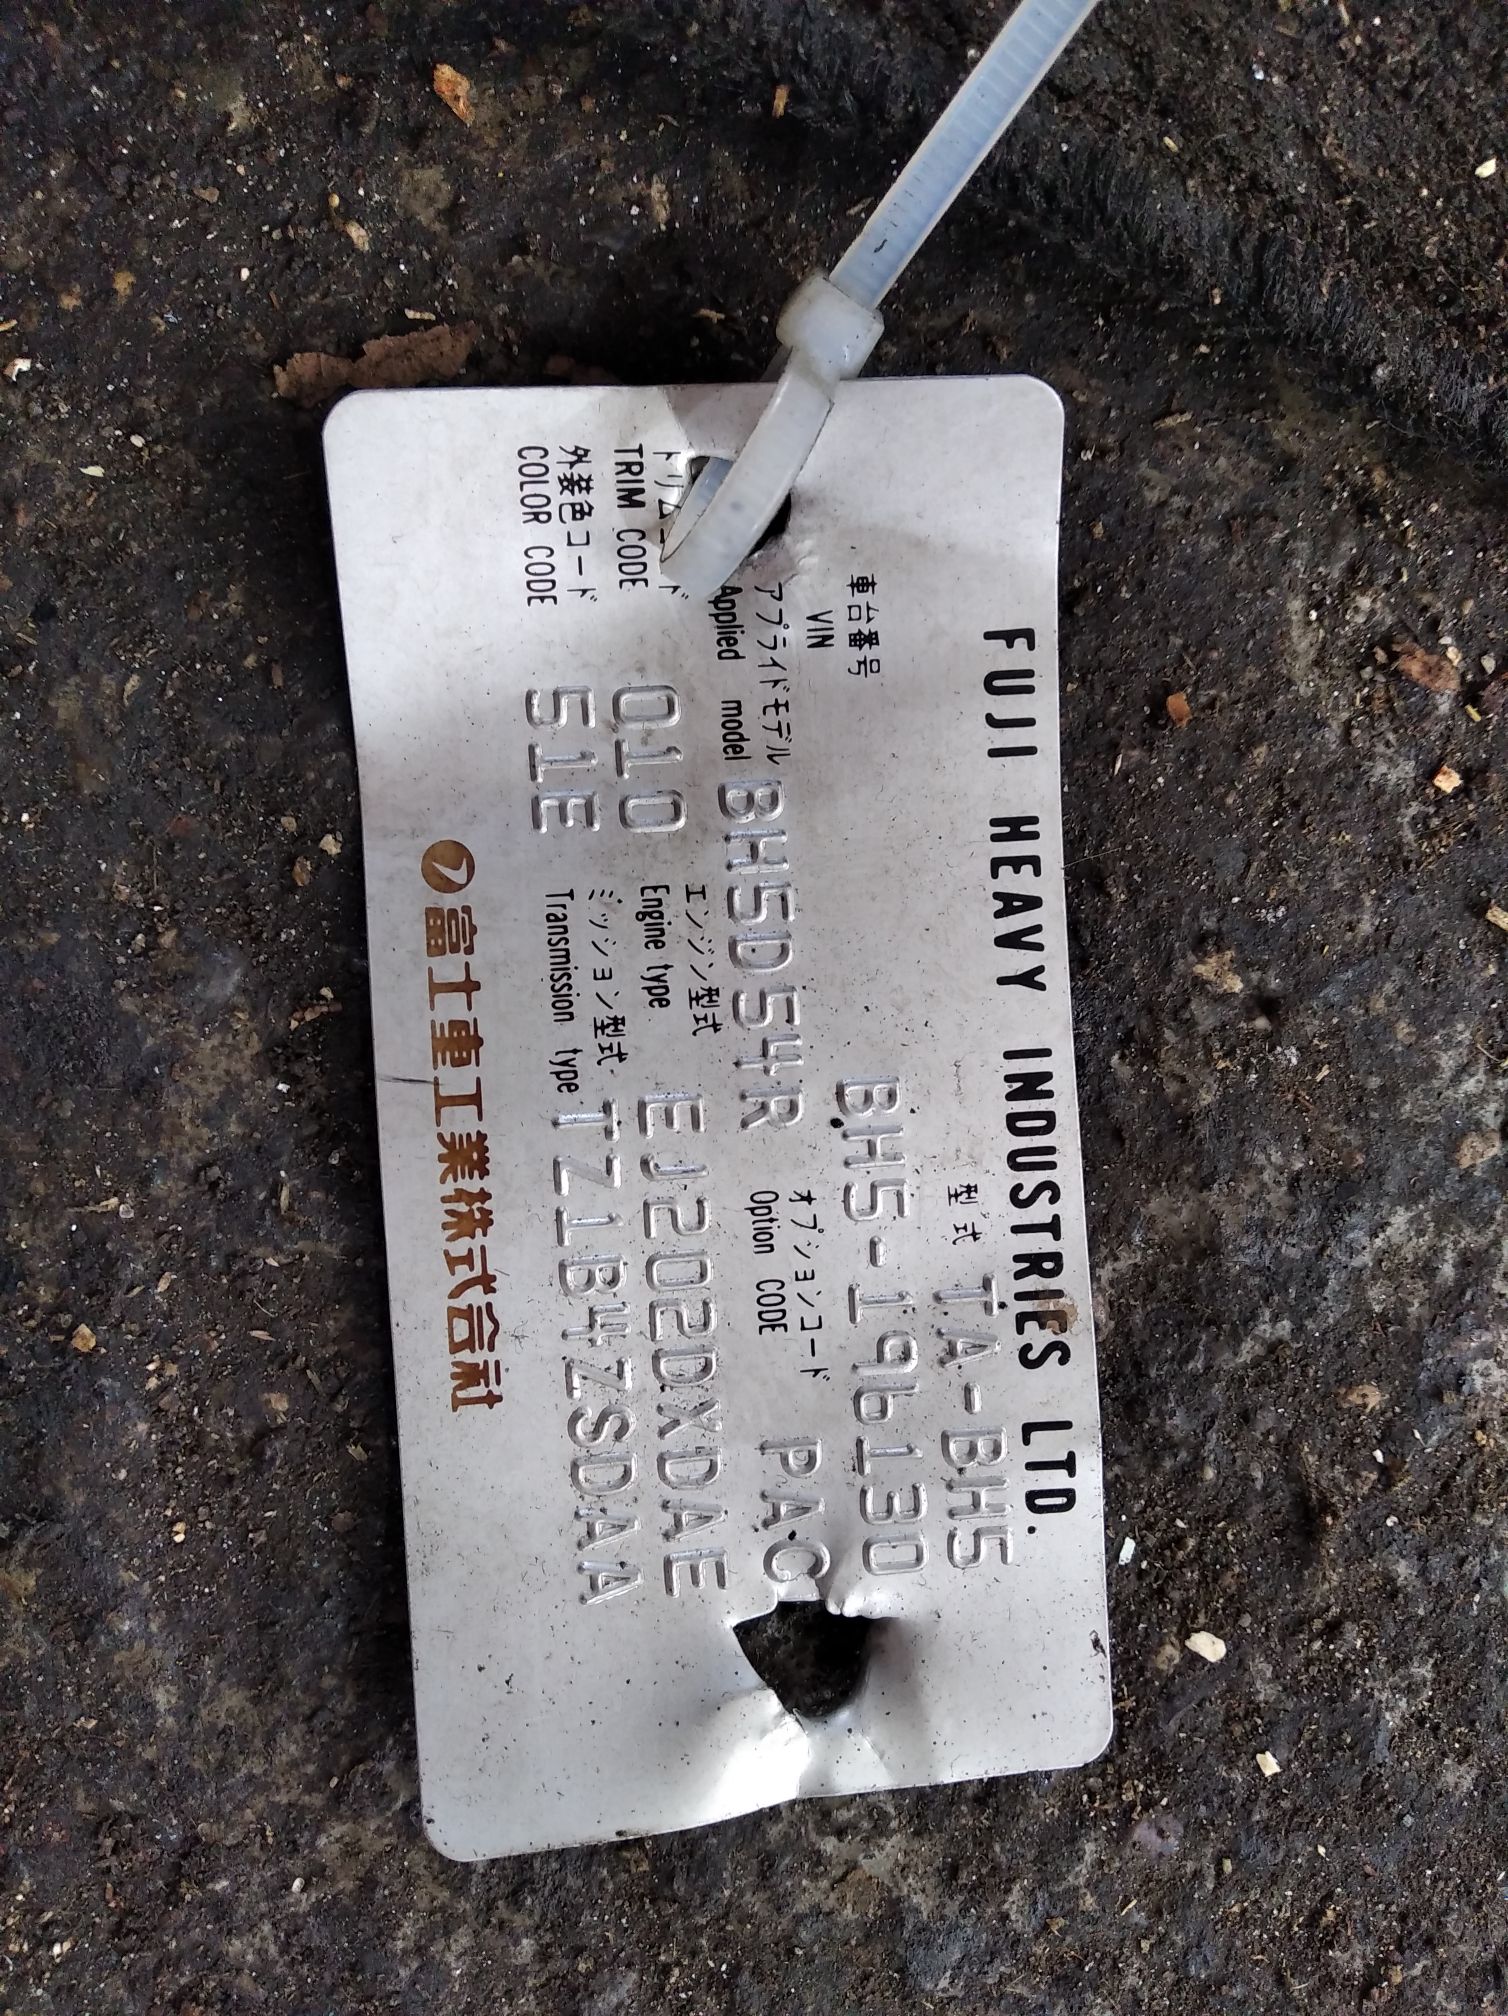 FUJI HEAVY INDUSTRIES LTD.
型式 TA-BH5
車台番号
VIN BH5-196130
アプライドモデル オプションコード
Applied model BH5D54R Option CODE PAC
エンジン型式
TRIM CODE 010 Engine type EJ202DXDAE
外装色コード ミッション型式
COLOR CODE 51E Transmission type TZ1B4ZSDAA
富士重工業株式会社